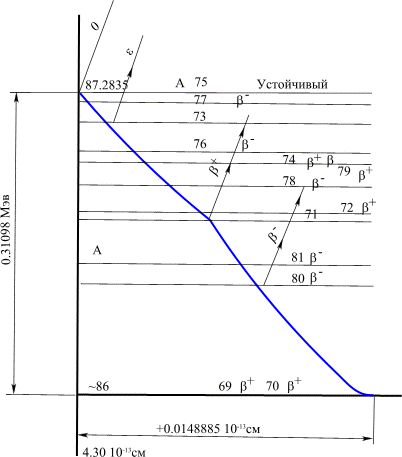 0
ε
87.2835 A 75 Устойчивый
77 β⁻
73
76 β⁻
β⁺
74 β⁺ β
79 β⁺
78 β⁻
72 β⁺
71
β⁻
0.31098 Мэв
A
81 β⁻
80 β⁻
~86 69 β⁺ 70 β⁺
+0.0148885 10⁻¹³см
4.30 10⁻¹³см